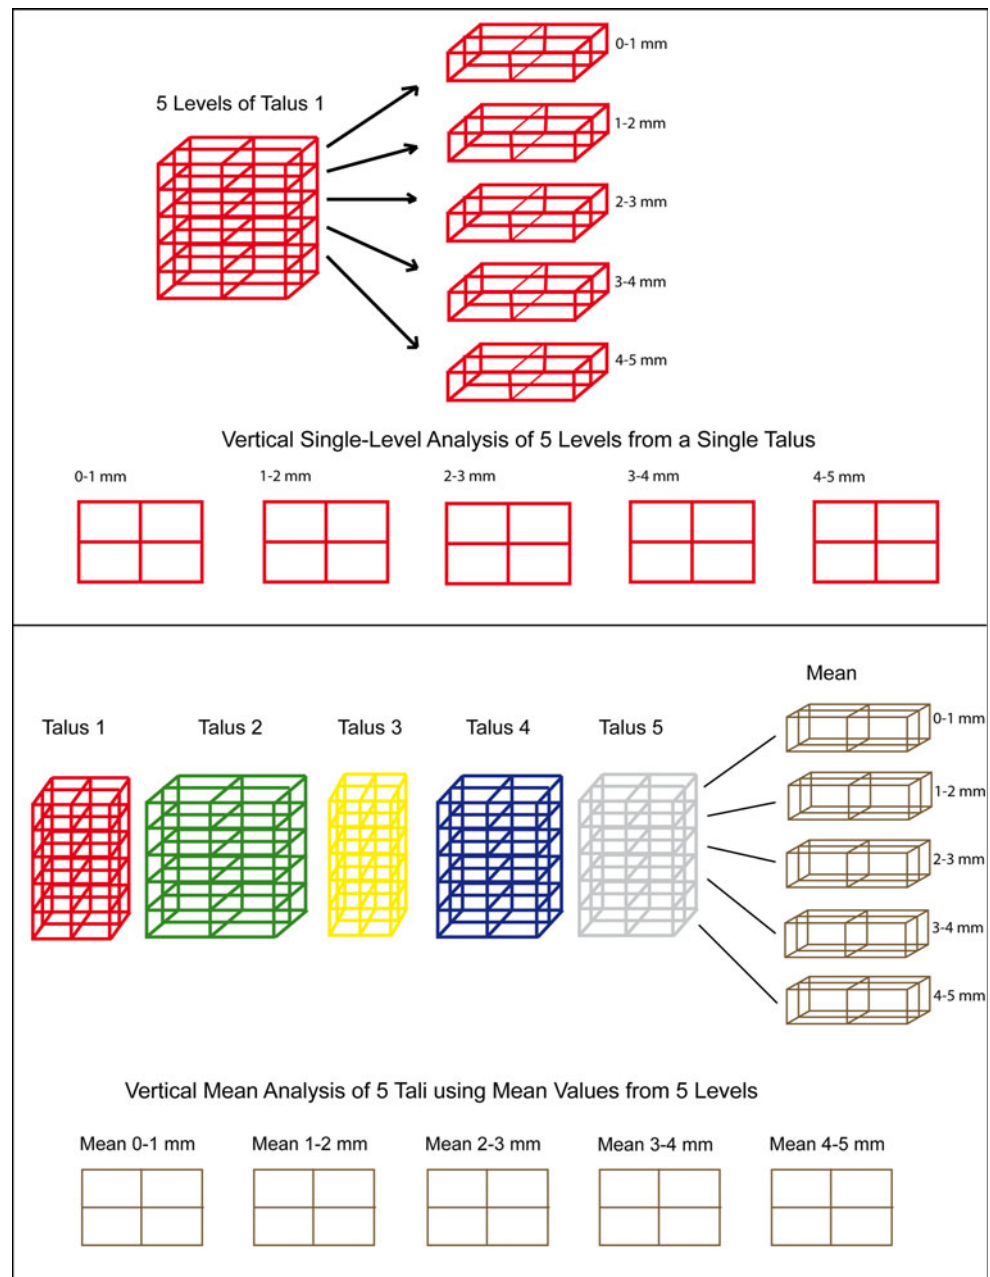 5 Levels of Talus 1
0-1 mm
1-2 mm
2-3 mm
3-4 mm
4-5 mm
Vertical Single-Level Analysis of 5 Levels from a Single Talus
0-1 mm 1-2 mm 2-3 mm 3-4 mm 4-5 mm
Mean
Talus 1 Talus 2 Talus 3 Talus 4 Talus 5
0-1 mm
1-2 mm
2-3 mm
3-4 mm
4-5 mm
Vertical Mean Analysis of 5 Tali using Mean Values from 5 Levels
Mean 0-1 mm Mean 1-2 mm Mean 2-3 mm Mean 3-4 mm Mean 4-5 mm